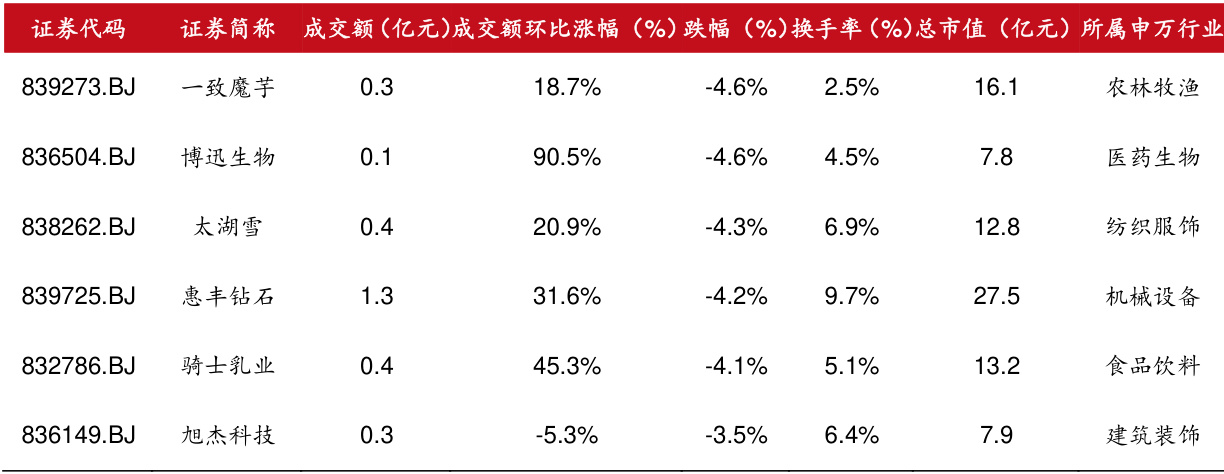 证券代码 证券简称 成交额（亿元） 成交额环比涨幅（%） 跌幅（%） 换手率（%） 总市值（亿元） 所属申万行业
839273.BJ 一致魔芋 0.3 18.7% -4.6% 2.5% 16.1 农林牧渔
836504.BJ 博迅生物 0.1 90.5% -4.6% 4.5% 7.8 医药生物
838262.BJ 太湖雪 0.4 20.9% -4.3% 6.9% 12.8 纺织服饰
839725.BJ 惠丰钻石 1.3 31.6% -4.2% 9.7% 27.5 机械设备
832786.BJ 骑士乳业 0.4 45.3% -4.1% 5.1% 13.2 食品饮料
836149.BJ 旭杰科技 0.3 -5.3% -3.5% 6.4% 7.9 建筑装饰